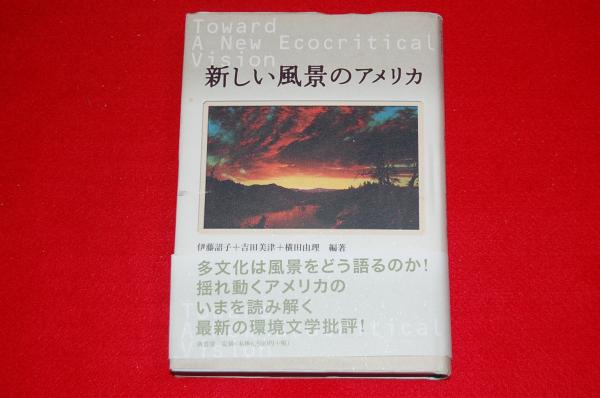 Toward
A New Ecocritical
Vision
新しい風景のアメリカ
伊藤詔子＋吉田美津＋横田由理 編著
多文化は風景をどう語るのか！
揺れ動くアメリカの
いまを読み解く
最新の環境文学批評！